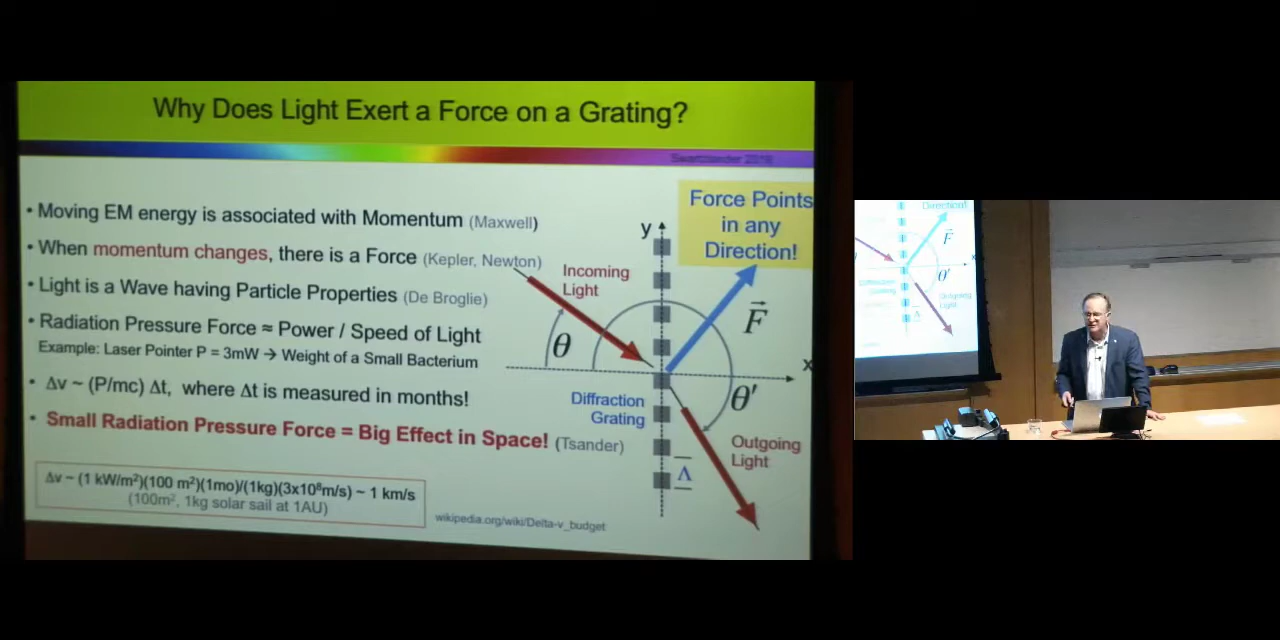 Why Does Light Exert a Force on a Grating?
Swartzlander 2018
• Moving EM energy is associated with Momentum (Maxwell)
• When momentum changes, there is a Force (Kepler, Newton)
• Light is a Wave having Particle Properties (De Broglie)
• Radiation Pressure Force ≈ Power / Speed of Light
Example: Laser Pointer P = 3mW → Weight of a Small Bacterium
• Δv ~ (P/mc) Δt, where Δt is measured in months!
• Small Radiation Pressure Force = Big Effect in Space! (Tsander)
Δv ~ (1 kW/m²)(100 m²)(1mo)/(1kg)(3x10⁸m/s) ~ 1 km/s
(100m², 1kg solar sail at 1AU)
wikipedia.org/wiki/Delta-v_budget
Force Points
in any
Direction!
y
Incoming
Light
F⃗
θ
x
θ'
Diffraction
Grating
Outgoing
Light
Λ
Direction!
F⃗
x
θ'
Outgoing
Light
Λ